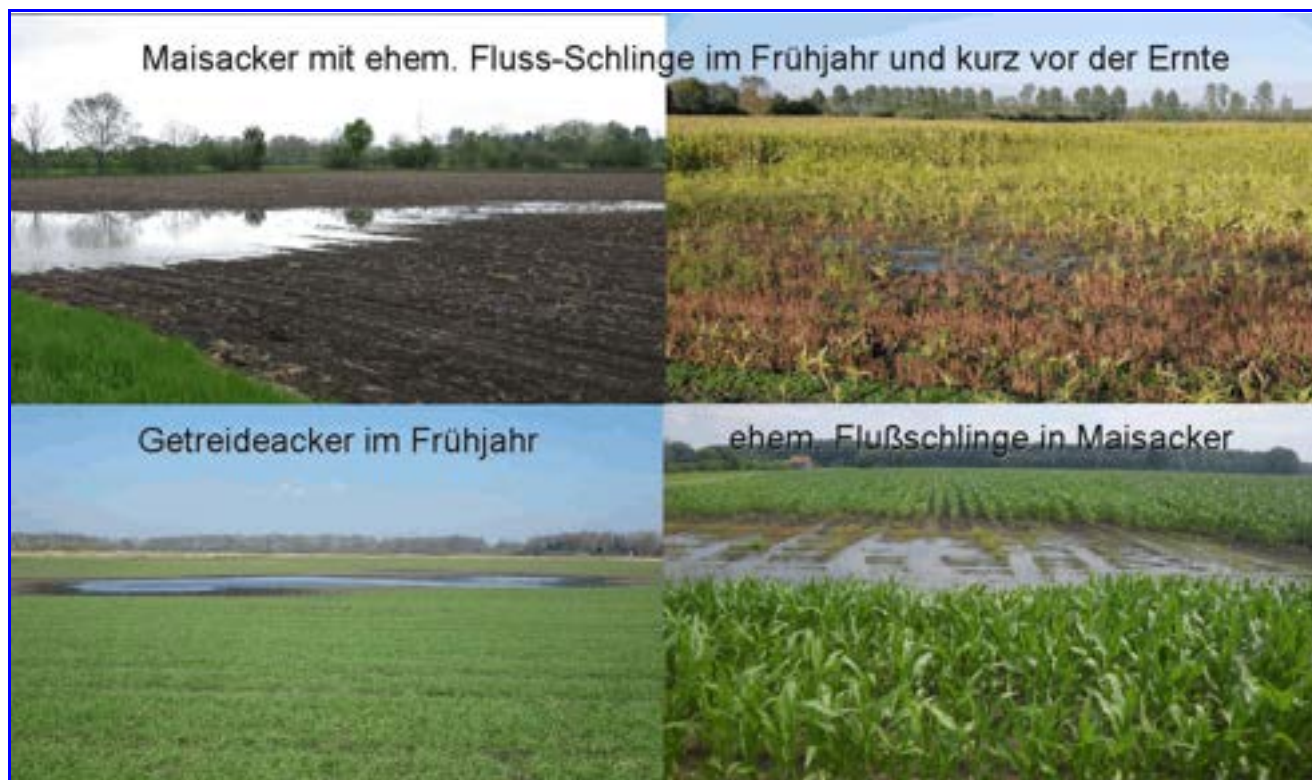 Maisacker mit ehem. Fluss-Schlinge im Frühjahr und kurz vor der Ernte
Getreideacker im Frühjahr
ehem. Flußschlinge in Maisacker